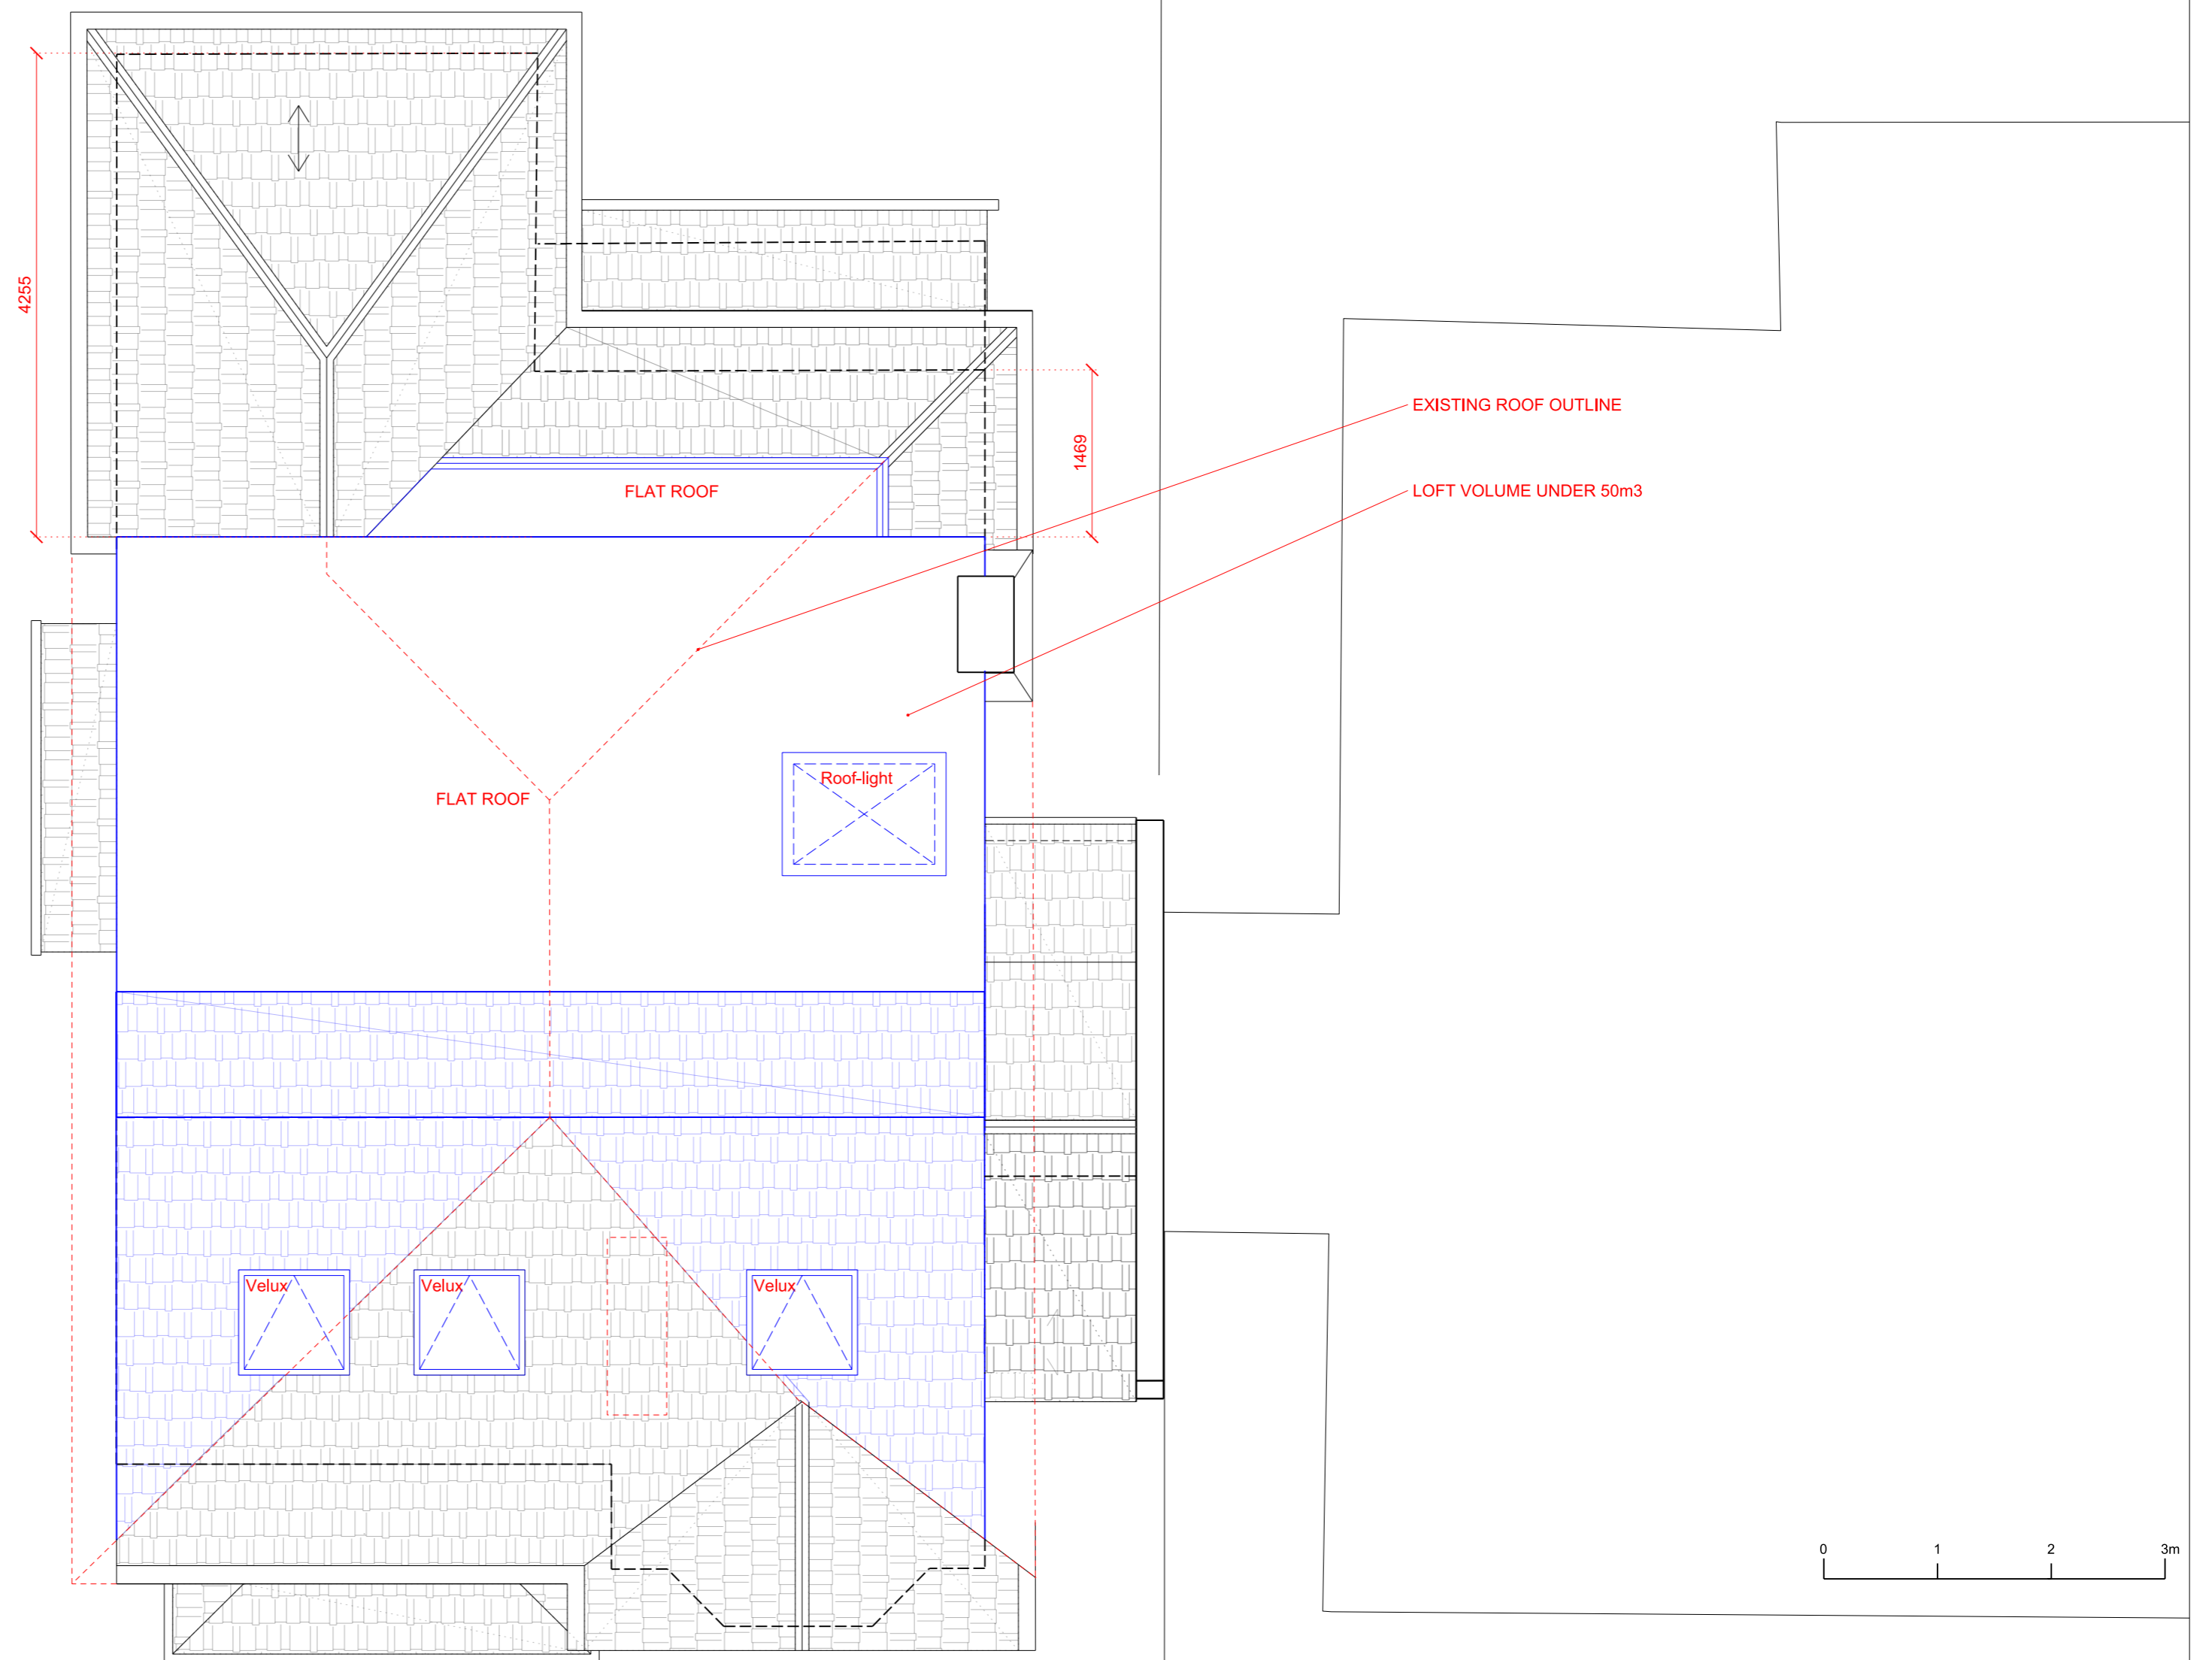 4255
EXISTING ROOF OUTLINE
1469
FLAT ROOF
LOFT VOLUME UNDER 50m3
Roof-light
FLAT ROOF
Velux
Velux
Velux
0 1 2 3m